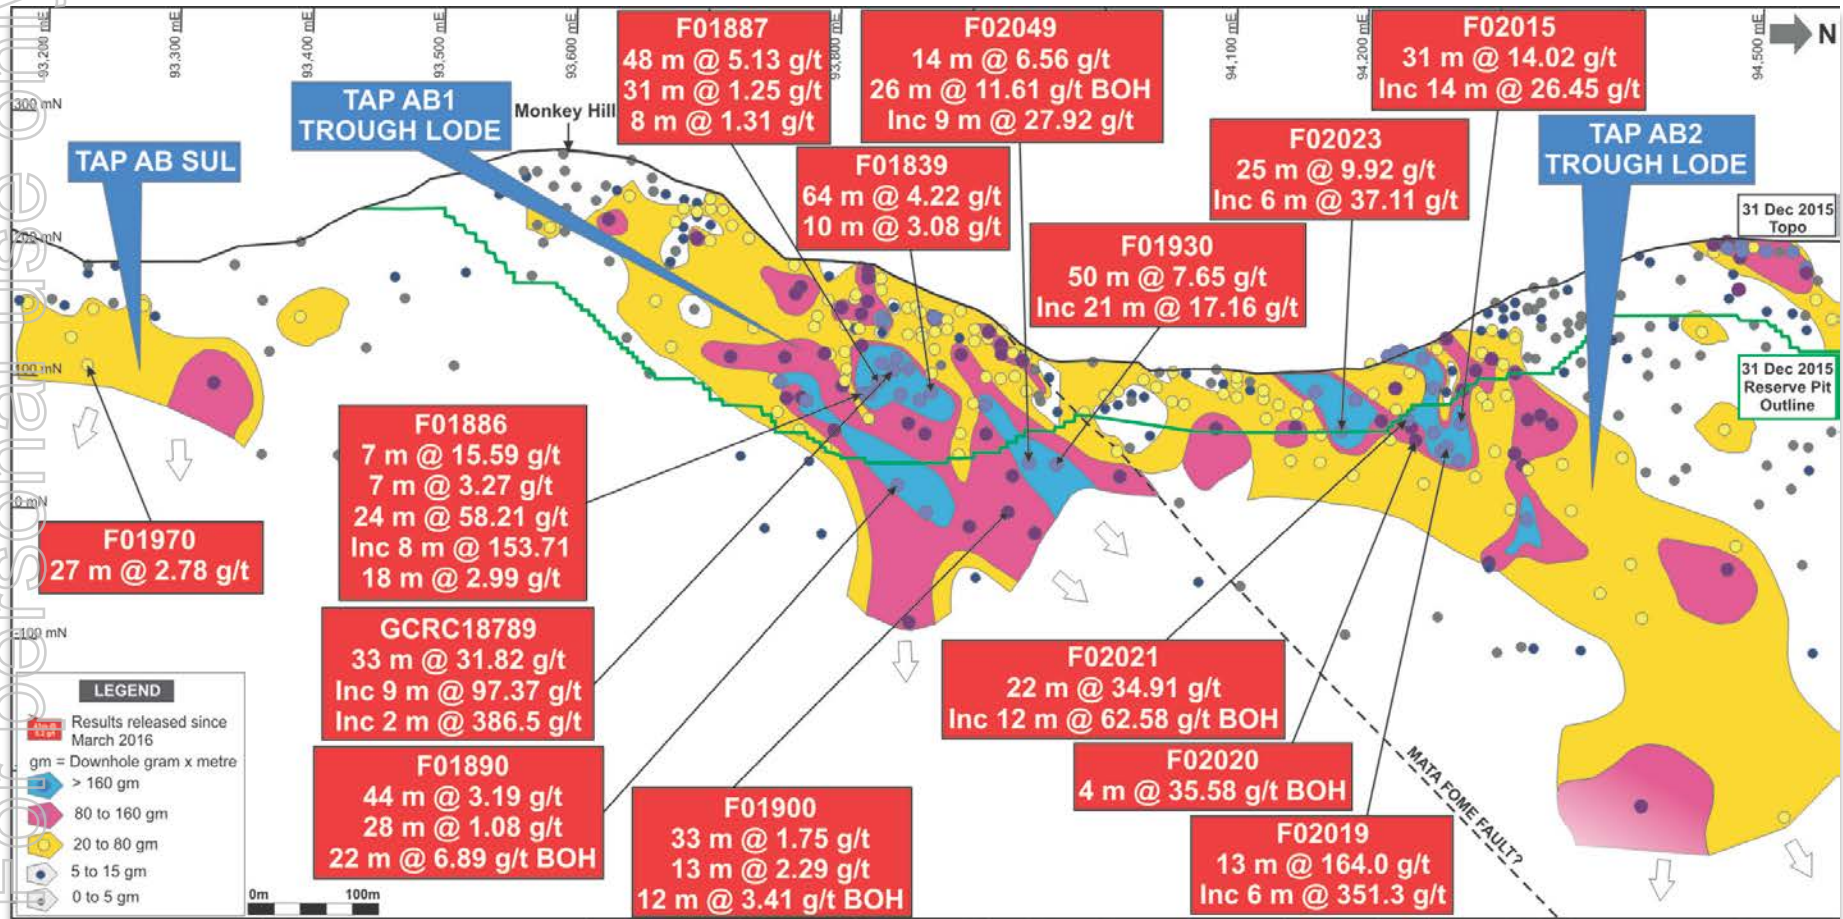 For personal use only
93,200 mE
93,300 mE
93,400 mE
93,500 mE
93,600 mE
93,800 mE
94,100 mE
94,200 mE
94,500 mE
N
300 mN
200 mN
100 mN
0 mN
-100 mN
TAP AB SUL
TAP AB1
TROUGH LODE
Monkey Hill
F01887
48 m @ 5.13 g/t
31 m @ 1.25 g/t
8 m @ 1.31 g/t
F02049
14 m @ 6.56 g/t
26 m @ 11.61 g/t BOH
Inc 9 m @ 27.92 g/t
F01839
64 m @ 4.22 g/t
10 m @ 3.08 g/t
F01930
50 m @ 7.65 g/t
Inc 21 m @ 17.16 g/t
F02023
25 m @ 9.92 g/t
Inc 6 m @ 37.11 g/t
F02015
31 m @ 14.02 g/t
Inc 14 m @ 26.45 g/t
TAP AB2
TROUGH LODE
31 Dec 2015
Topo
31 Dec 2015
Reserve Pit
Outline
F01970
27 m @ 2.78 g/t
F01886
7 m @ 15.59 g/t
7 m @ 3.27 g/t
24 m @ 58.21 g/t
Inc 8 m @ 153.71
18 m @ 2.99 g/t
GCRC18789
33 m @ 31.82 g/t
Inc 9 m @ 97.37 g/t
Inc 2 m @ 386.5 g/t
F01890
44 m @ 3.19 g/t
28 m @ 1.08 g/t
22 m @ 6.89 g/t BOH
F01900
33 m @ 1.75 g/t
13 m @ 2.29 g/t
12 m @ 3.41 g/t BOH
F02021
22 m @ 34.91 g/t
Inc 12 m @ 62.58 g/t BOH
F02020
4 m @ 35.58 g/t BOH
F02019
13 m @ 164.0 g/t
Inc 6 m @ 351.3 g/t
MATA FOME FAULT?
LEGEND
Results released since
March 2016
gm = Downhole gram x metre
> 160 gm
80 to 160 gm
20 to 80 gm
5 to 15 gm
0 to 5 gm
0m
100m